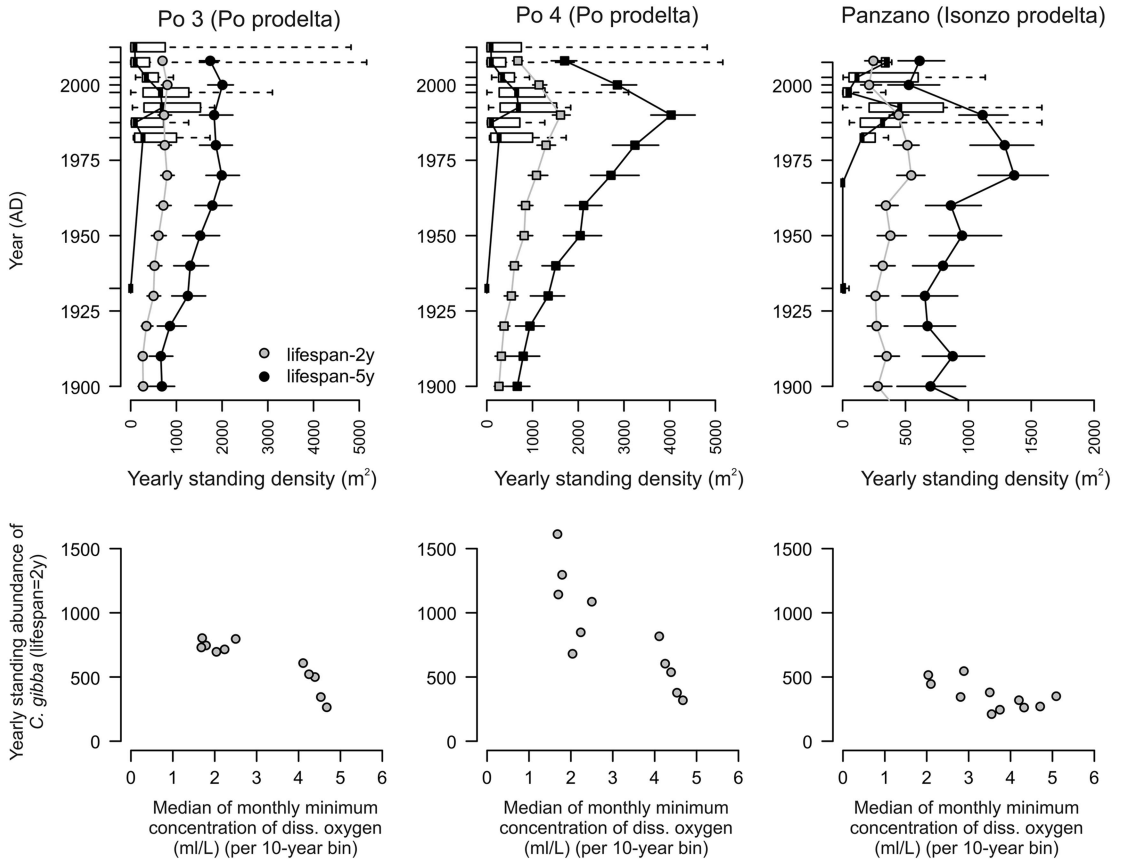 Po 3 (Po prodelta)
Po 4 (Po prodelta)
Panzano (Isonzo prodelta)
Year (AD)
2000
1975
1950
1925
1900
lifespan-2y
lifespan-5y
0 1000 2000 3000 4000 5000
Yearly standing density (m²)
2000
1975
1950
1925
1900
0 1000 2000 3000 4000 5000
Yearly standing density (m²)
2000
1975
1950
1925
1900
0 500 1000 1500 2000
Yearly standing density (m²)
Yearly standing abundance of
C. gibba (lifespan=2y)
1500
1000
500
0
0 1 2 3 4 5 6
Median of monthly minimum
concentration of diss. oxygen
(ml/L) (per 10-year bin)
1500
1000
500
0
0 1 2 3 4 5 6
Median of monthly minimum
concentration of diss. oxygen
(ml/L) (per 10-year bin)
1500
1000
500
0
0 1 2 3 4 5 6
Median of monthly minimum
concentration of diss. oxygen
(ml/L) (per 10-year bin)